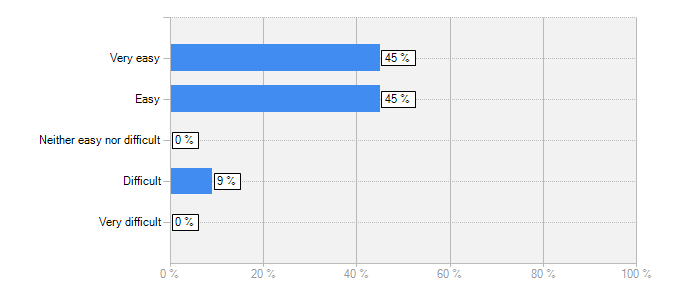 Very easy 45 %
Easy 45 %
Neither easy nor difficult 0 %
Difficult 9 %
Very difficult 0 %
0 % 20 % 40 % 60 % 80 % 100 %